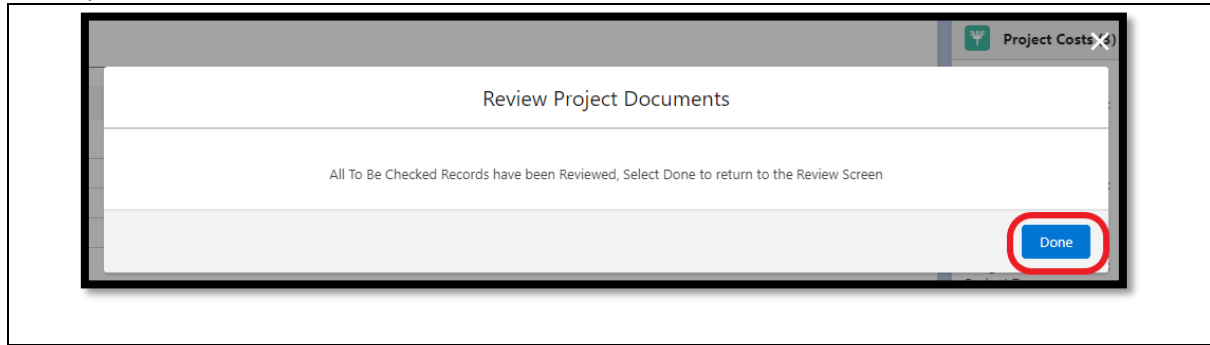 Project Costs (6)
Review Project Documents
All To Be Checked Records have been Reviewed, Select Done to return to the Review Screen
Done